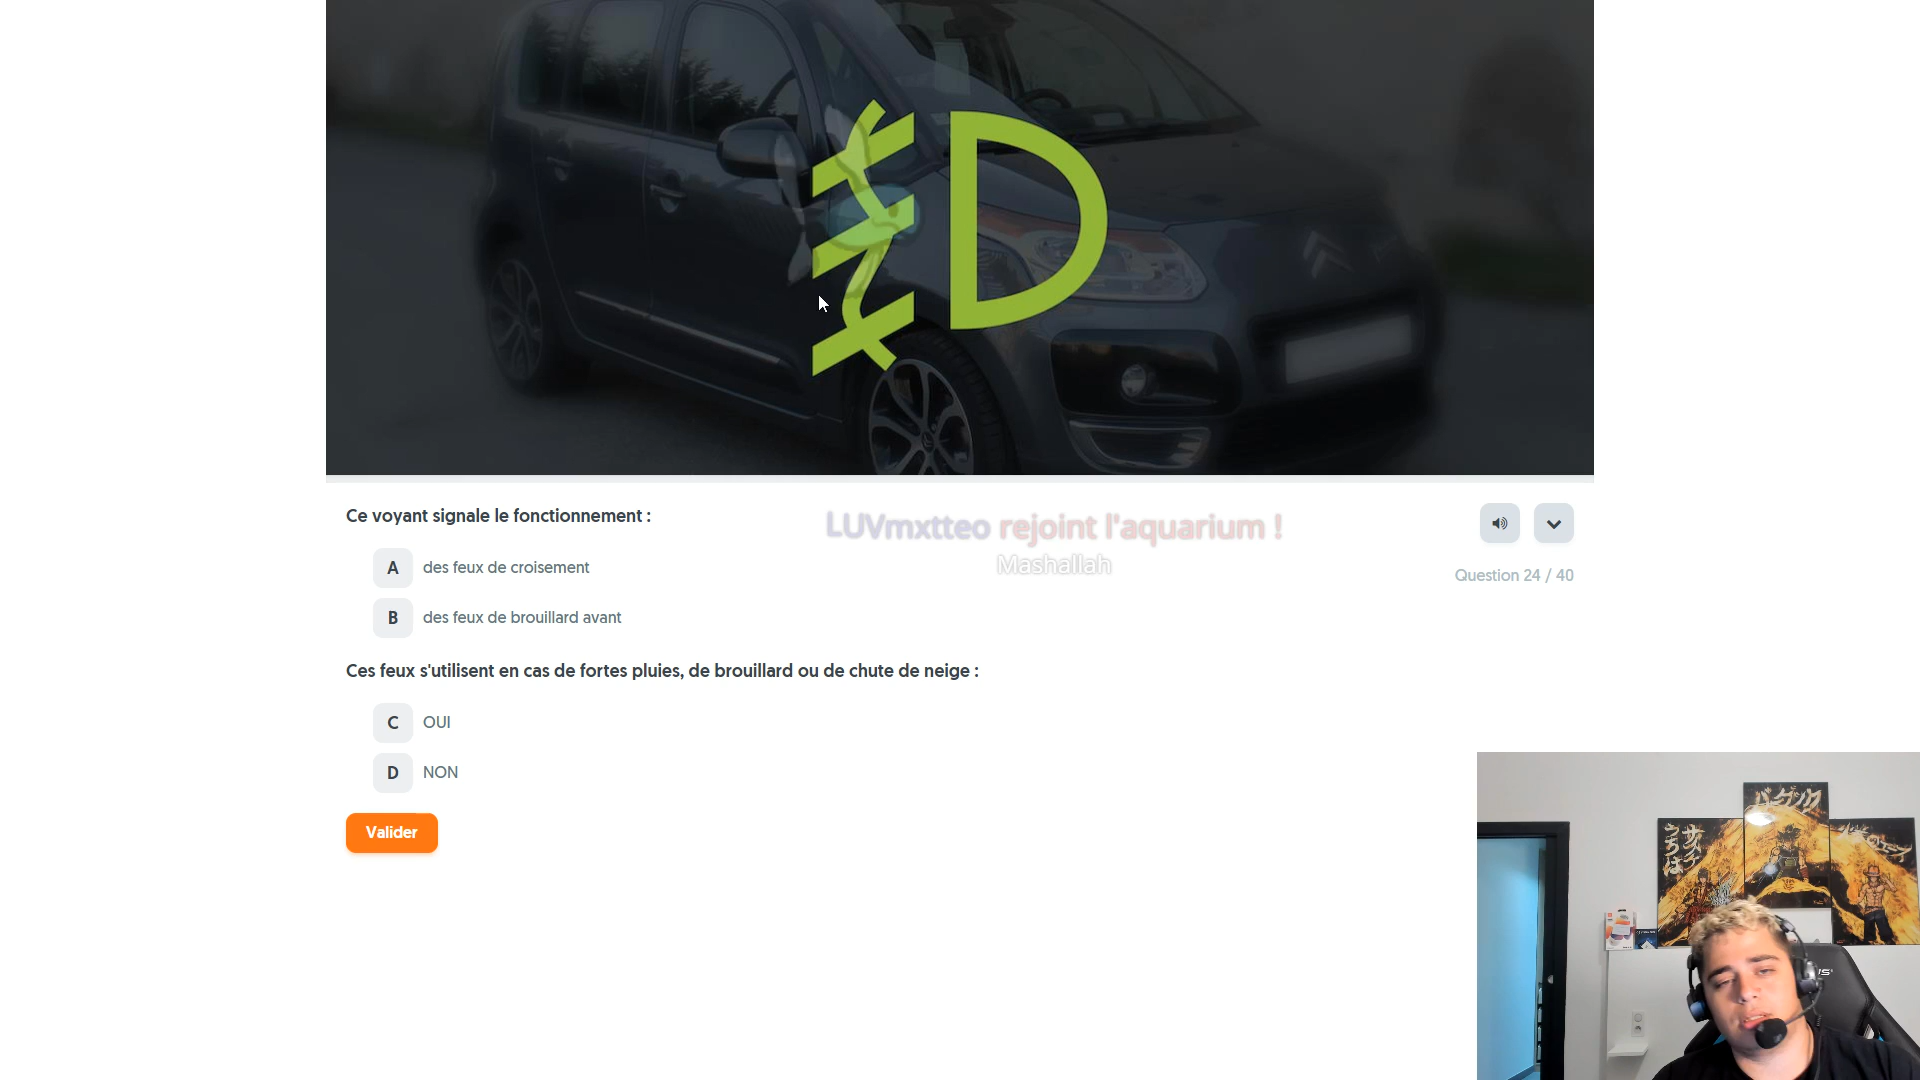 Ce voyant signale le fonctionnement :
A des feux de croisement
B des feux de brouillard avant
LUVmxtteo rejoint l'aquarium !
Mashallah
Question 24 / 40
Ces feux s'utilisent en cas de fortes pluies, de brouillard ou de chute de neige :
C OUI
D NON
Valider